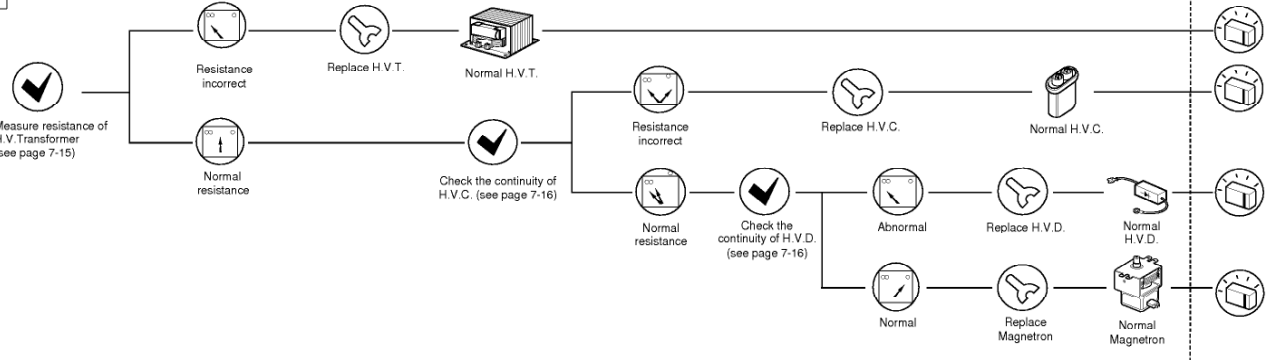 Measure resistance of
H.V.Transformer
(see page 7-15)
Resistance
incorrect
Replace H.V.T.
Normal H.V.T.
Normal
resistance
Check the continuity of
H.V.C. (see page 7-16)
Resistance
incorrect
Replace H.V.C.
Normal H.V.C.
Normal
resistance
Check the
continuity of H.V.D.
(see page 7-16)
Abnormal
Replace H.V.D.
Normal
H.V.D.
Normal
Replace
Magnetron
Normal
Magnetron